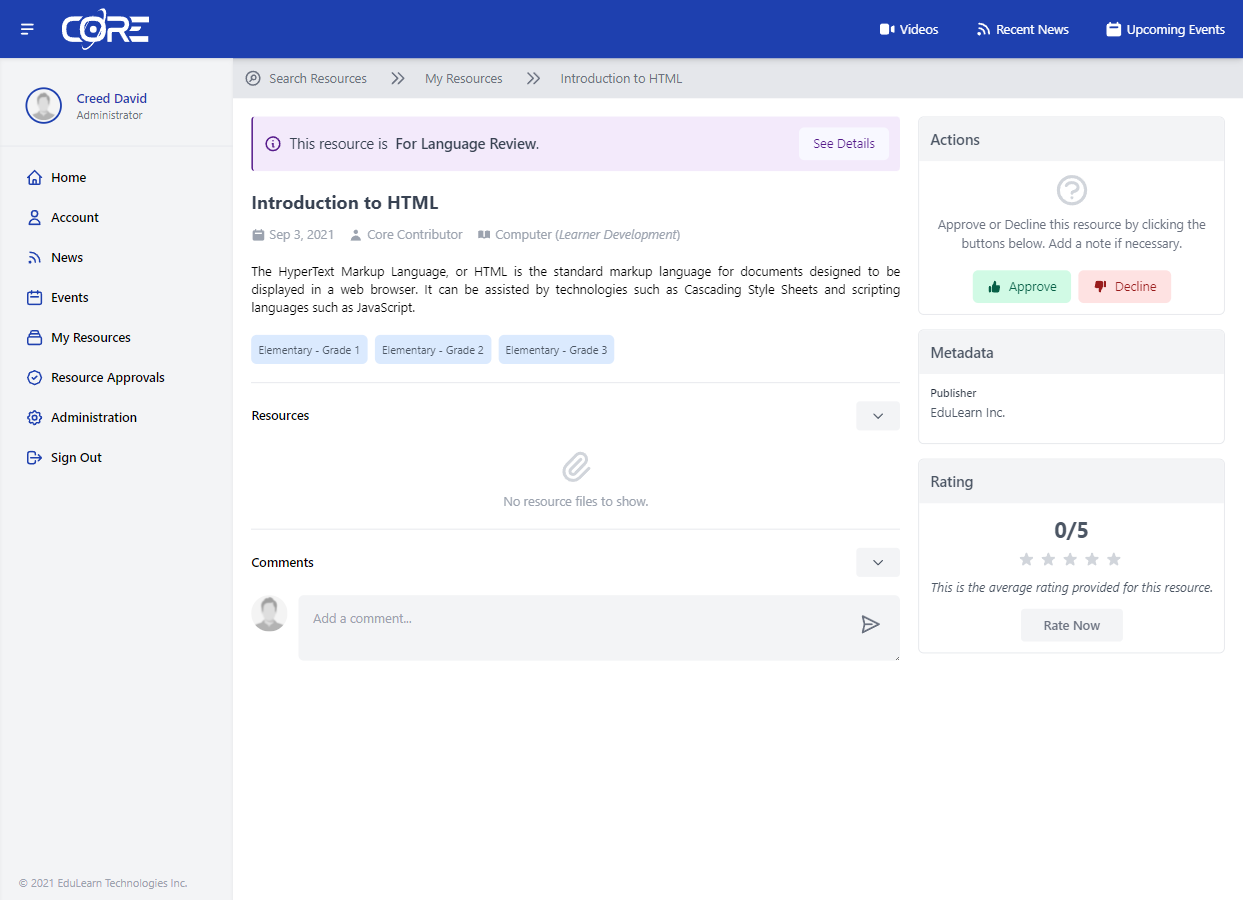 CORE
Videos
Recent News
Upcoming Events
Creed David
Administrator
Home
Account
News
Events
My Resources
Resource Approvals
Administration
Sign Out
© 2021 EduLearn Technologies Inc.
Search Resources
My Resources
Introduction to HTML
This resource is For Language Review.
See Details
Introduction to HTML
Sep 3, 2021
Core Contributor
Computer (Learner Development)
The HyperText Markup Language, or HTML is the standard markup language for documents designed to be
displayed in a web browser. It can be assisted by technologies such as Cascading Style Sheets and scripting
languages such as JavaScript.
Elementary - Grade 1
Elementary - Grade 2
Elementary - Grade 3
Resources
No resource files to show.
Comments
Add a comment...
Actions
Approve or Decline this resource by clicking the
buttons below. Add a note if necessary.
Approve
Decline
Metadata
Publisher
EduLearn Inc.
Rating
0/5
This is the average rating provided for this resource.
Rate Now